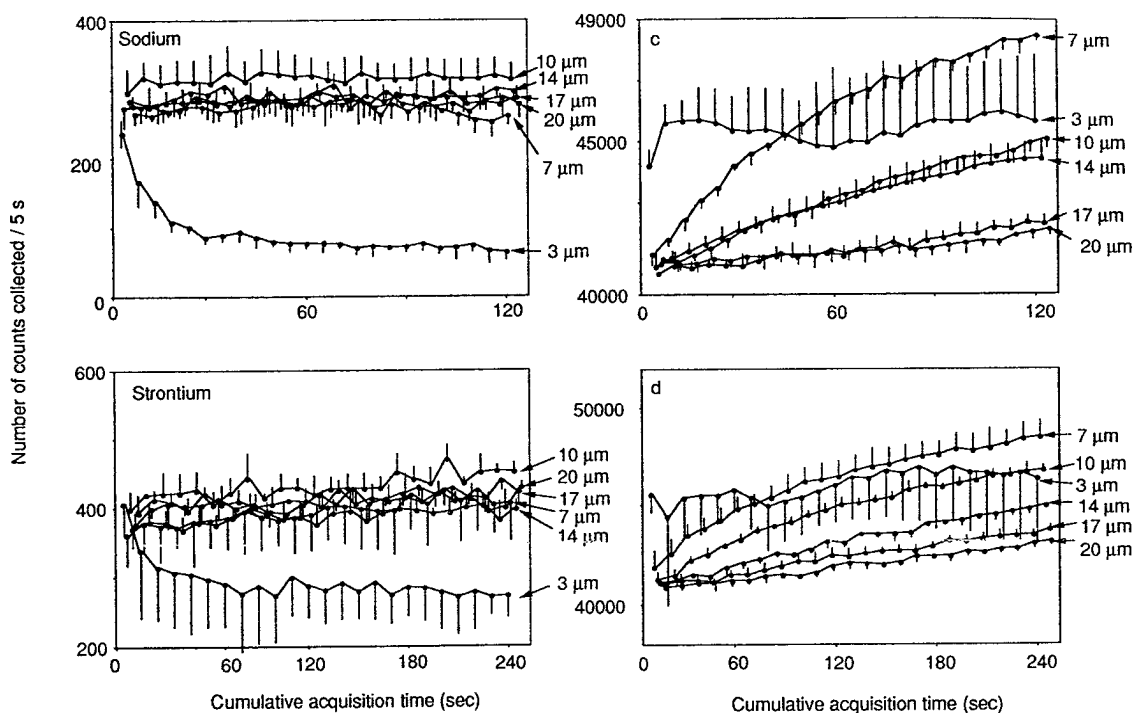 Number of counts collected / 5 s
400
200
0
Sodium
10 µm
14 µm
17 µm
20 µm
7 µm
3 µm
0
60
120
49000
45000
40000
c
7 µm
3 µm
10 µm
14 µm
17 µm
20 µm
0
60
120
600
500
400
200
Strontium
10 µm
20 µm
17 µm
7 µm
14 µm
3 µm
0
60
120
180
240
Cumulative acquisition time (sec)
50000
40000
d
7 µm
10 µm
3 µm
14 µm
17 µm
20 µm
0
60
120
180
240
Cumulative acquisition time (sec)